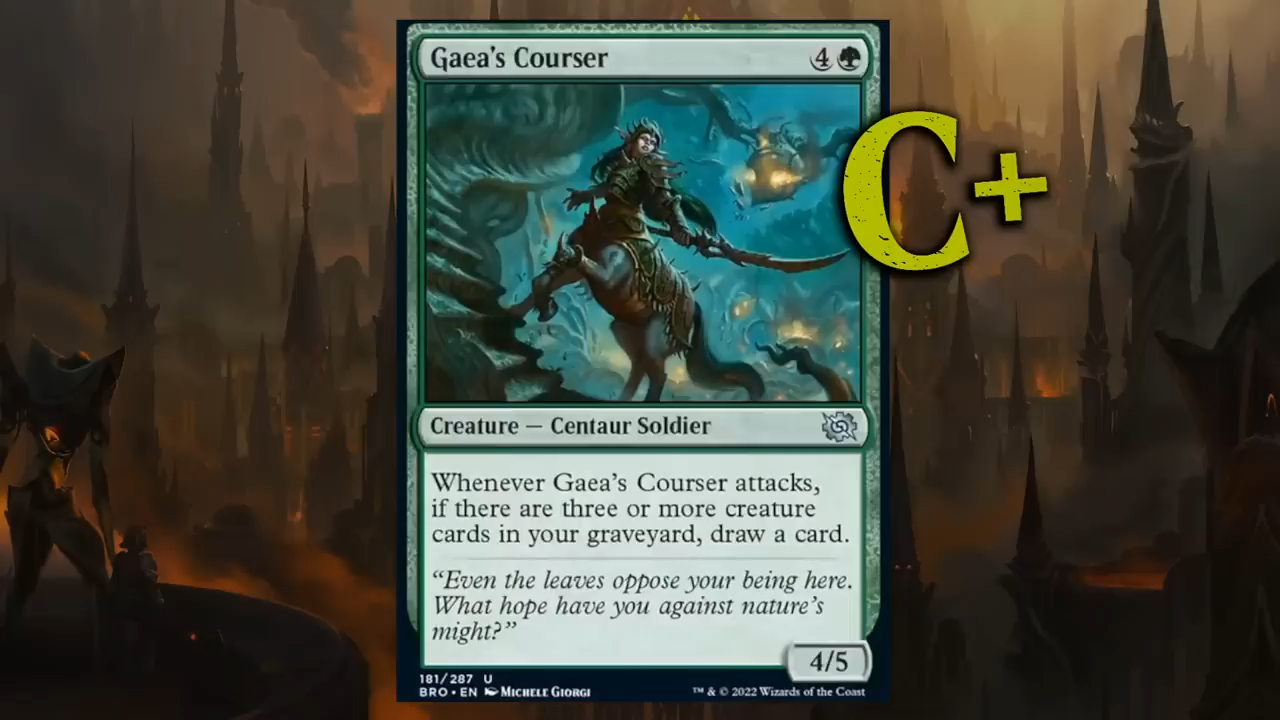 Gaea's Courser 4
C+
Creature — Centaur Soldier
Whenever Gaea's Courser attacks,
if there are three or more creature
cards in your graveyard, draw a card.
“Even the leaves oppose your being here.
What hope have you against nature's
might?”
4/5
181/287 U
BRO • EN Michele Giorgi
™ & © 2022 Wizards of the Coast